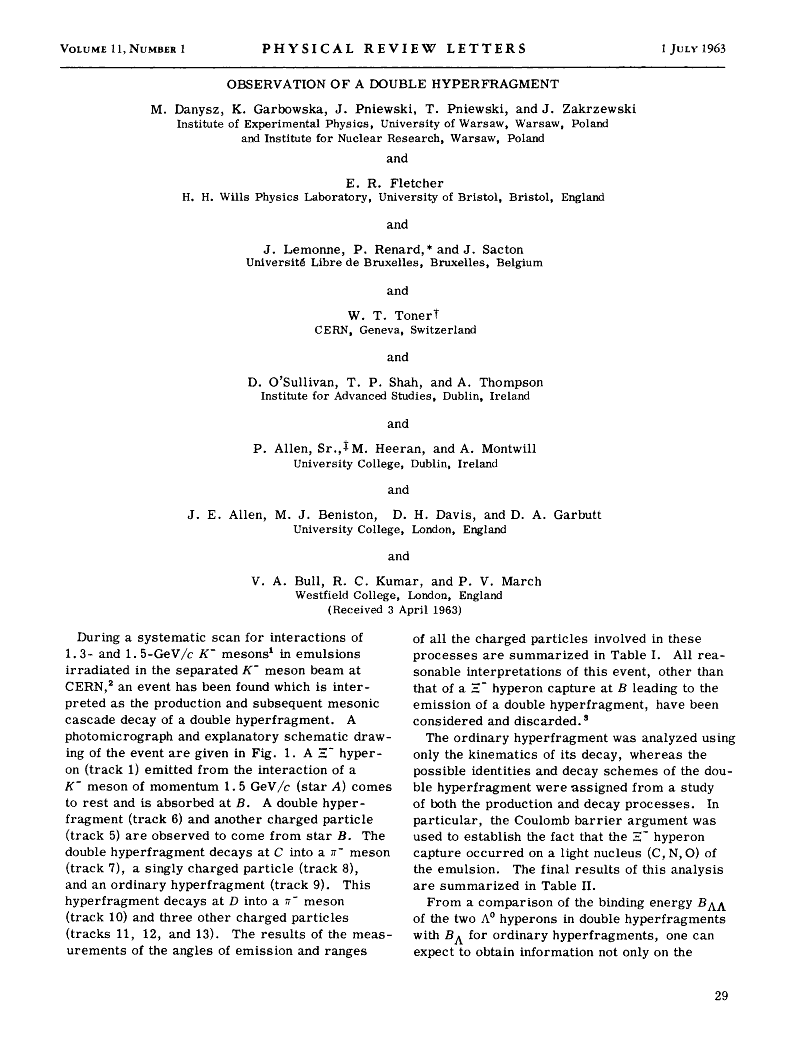 VOLUME 11, NUMBER 1 PHYSICAL REVIEW LETTERS 1 JULY 1963
OBSERVATION OF A DOUBLE HYPERFRAGMENT
M. Danysz, K. Garbowska, J. Pniewski, T. Pniewski, and J. Zakrzewski
Institute of Experimental Physics, University of Warsaw, Warsaw, Poland
and Institute for Nuclear Research, Warsaw, Poland
and
E. R. Fletcher
H. H. Wills Physics Laboratory, University of Bristol, Bristol, England
and
J. Lemonne, P. Renard,* and J. Sacton
Université Libre de Bruxelles, Bruxelles, Belgium
and
W. T. Toner†
CERN, Geneva, Switzerland
and
D. O'Sullivan, T. P. Shah, and A. Thompson
Institute for Advanced Studies, Dublin, Ireland
and
P. Allen, Sr.,‡ M. Heeran, and A. Montwill
University College, Dublin, Ireland
and
J. E. Allen, M. J. Beniston, D. H. Davis, and D. A. Garbutt
University College, London, England
and
V. A. Bull, R. C. Kumar, and P. V. March
Westfield College, London, England
(Received 3 April 1963)
During a systematic scan for interactions of
1.3- and 1.5-GeV/c K⁻ mesons¹ in emulsions
irradiated in the separated K⁻ meson beam at
CERN,² an event has been found which is inter-
preted as the production and subsequent mesonic
cascade decay of a double hyperfragment. A
photomicrograph and explanatory schematic draw-
ing of the event are given in Fig. 1. A Ξ⁻ hyper-
on (track 1) emitted from the interaction of a
K⁻ meson of momentum 1.5 GeV/c (star A) comes
to rest and is absorbed at B. A double hyper-
fragment (track 6) and another charged particle
(track 5) are observed to come from star B. The
double hyperfragment decays at C into a π⁻ meson
(track 7), a singly charged particle (track 8),
and an ordinary hyperfragment (track 9). This
hyperfragment decays at D into a π⁻ meson
(track 10) and three other charged particles
(tracks 11, 12, and 13). The results of the meas-
urements of the angles of emission and ranges
of all the charged particles involved in these
processes are summarized in Table I. All rea-
sonable interpretations of this event, other than
that of a Ξ⁻ hyperon capture at B leading to the
emission of a double hyperfragment, have been
considered and discarded.³
The ordinary hyperfragment was analyzed using
only the kinematics of its decay, whereas the
possible identities and decay schemes of the dou-
ble hyperfragment were assigned from a study
of both the production and decay processes. In
particular, the Coulomb barrier argument was
used to establish the fact that the Ξ⁻ hyperon
capture occurred on a light nucleus (C, N, O) of
the emulsion. The final results of this analysis
are summarized in Table II.
From a comparison of the binding energy B_ΛΛ
of the two Λ⁰ hyperons in double hyperfragments
with B_Λ for ordinary hyperfragments, one can
expect to obtain information not only on the
29